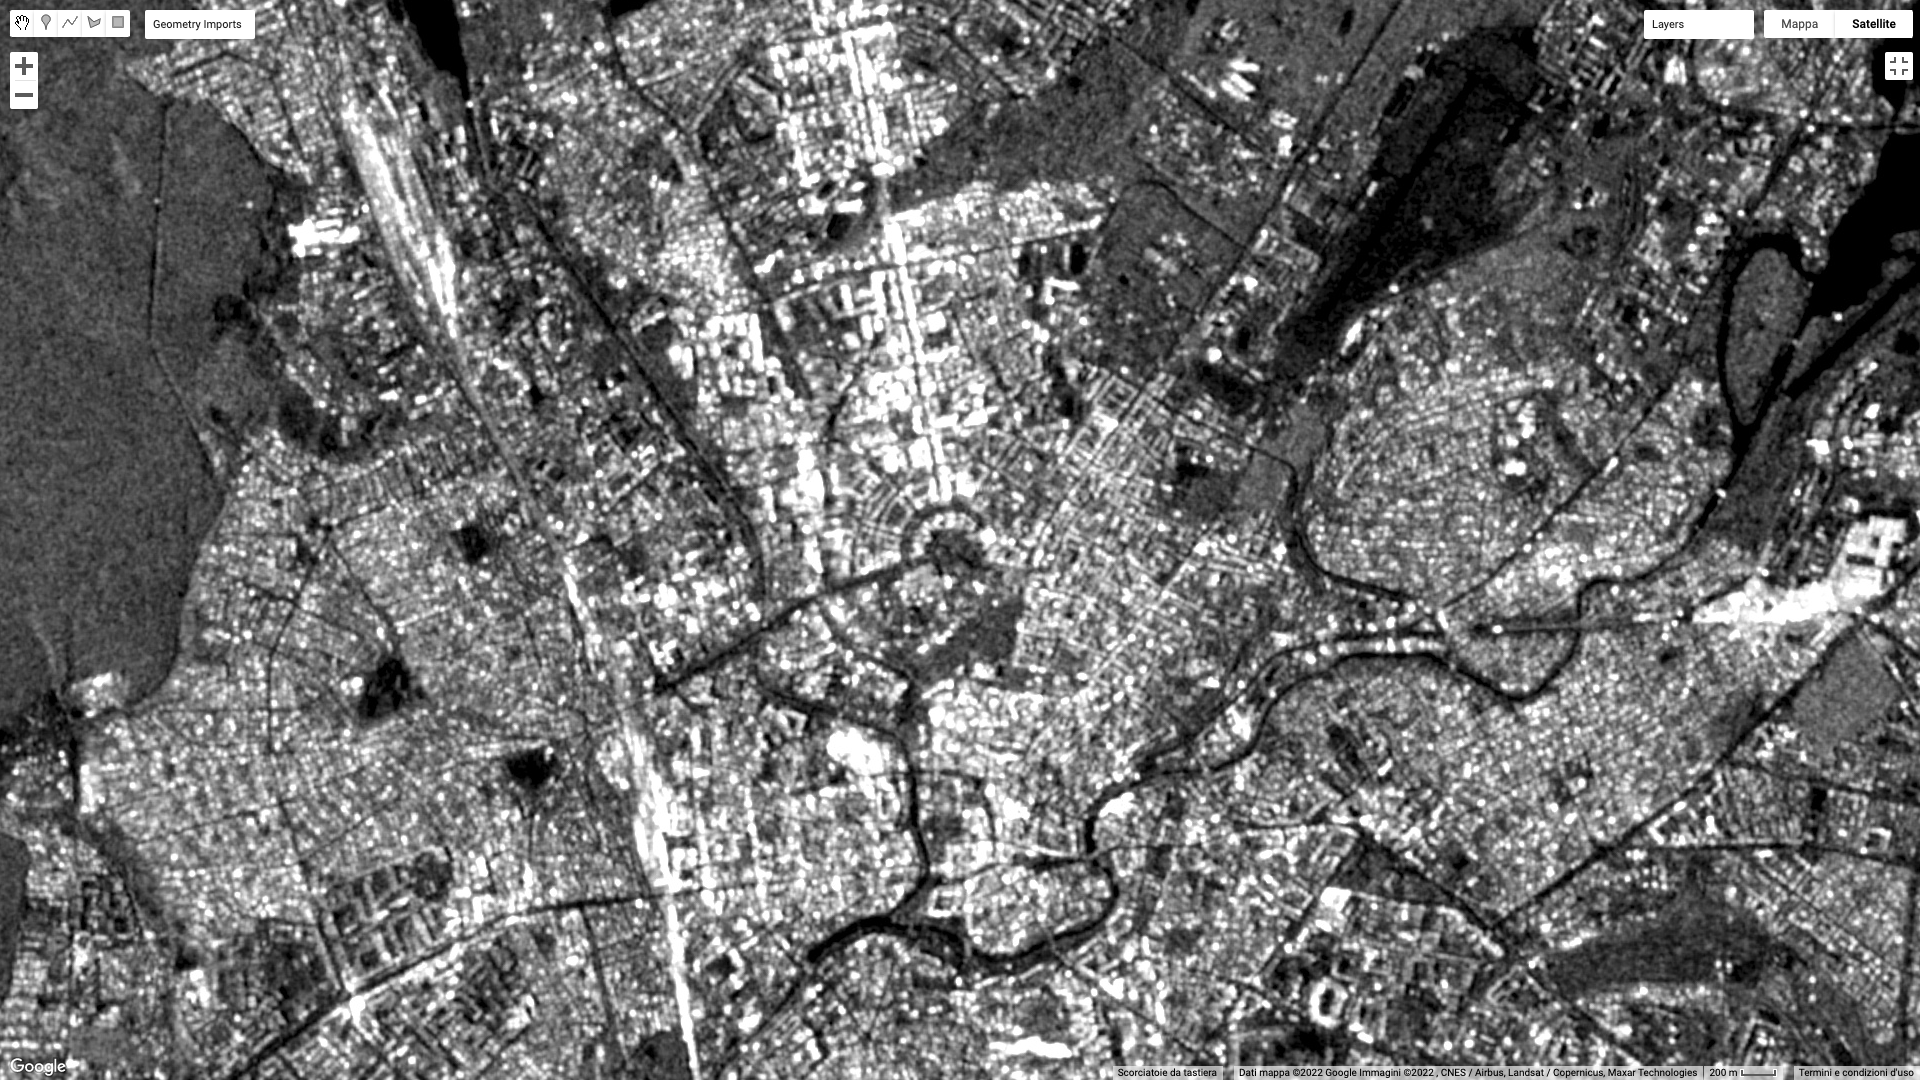 Geometry Imports
Layers
Mappa
Satellite
Google
Scorciatoie da tastiera
Dati mappa ©2022 Google Immagini ©2022 , CNES / Airbus, Landsat / Copernicus, Maxar Technologies
200 m
Termini e condizioni d'uso